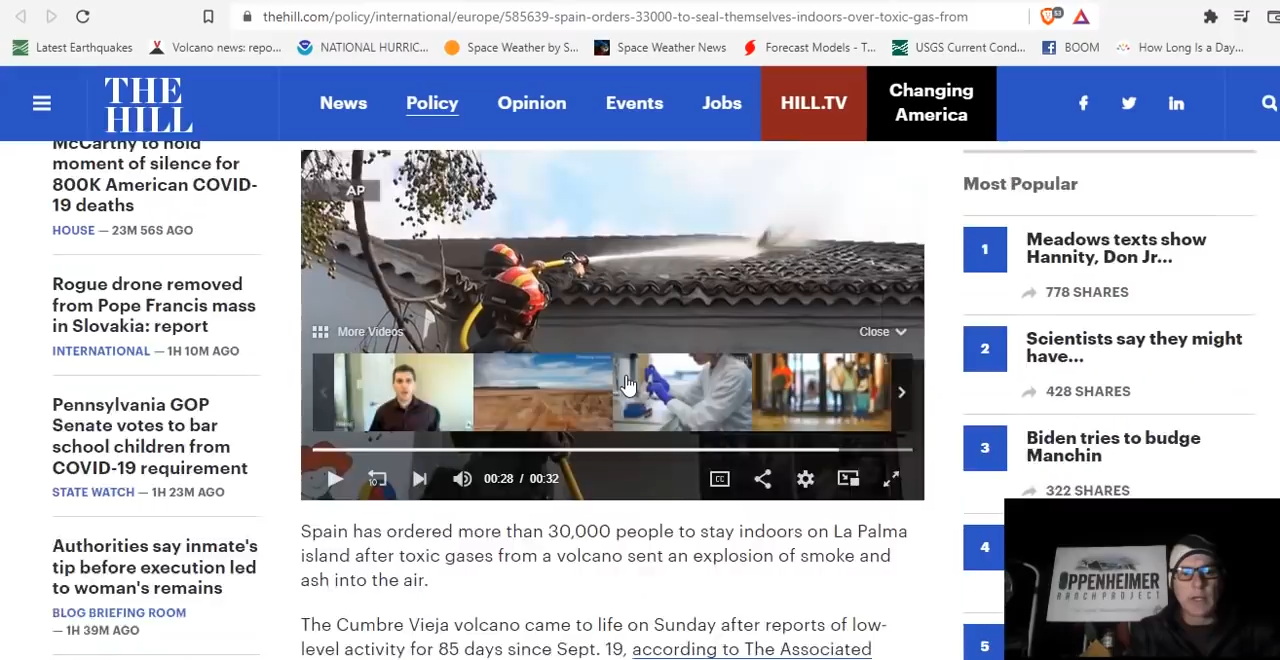 thehill.com/policy/international/europe/585639-spain-orders-33000-to-seal-themselves-indoors-over-toxic-gas-from
53
Latest Earthquakes
Volcano news: repo...
NATIONAL HURRIC...
Space Weather by S...
Space Weather News
Forecast Models - T...
USGS Current Cond...
BOOM
How Long Is a Day...
THE
HILL
News
Policy
Opinion
Events
Jobs
HILL.TV
Changing
America
McCarthy to hold
moment of silence for
800K American COVID-
19 deaths
HOUSE — 23M 56S AGO
Rogue drone removed
from Pope Francis mass
in Slovakia: report
INTERNATIONAL — 1H 10M AGO
Pennsylvania GOP
Senate votes to bar
school children from
COVID-19 requirement
STATE WATCH — 1H 23M AGO
Authorities say inmate's
tip before execution led
to woman's remains
BLOG BRIEFING ROOM
— 1H 39M AGO
AP
More Videos
Close
10
00:28 / 00:32
CC
Spain has ordered more than 30,000 people to stay indoors on La Palma
island after toxic gases from a volcano sent an explosion of smoke and
ash into the air.
The Cumbre Vieja volcano came to life on Sunday after reports of low-
level activity for 85 days since Sept. 19, according to The Associated
Most Popular
1
Meadows texts show
Hannity, Don Jr...
778 SHARES
2
Scientists say they might
have...
428 SHARES
3
Biden tries to budge
Manchin
322 SHARES
4
5
OPPENHEIMER
RANCH PROJECT